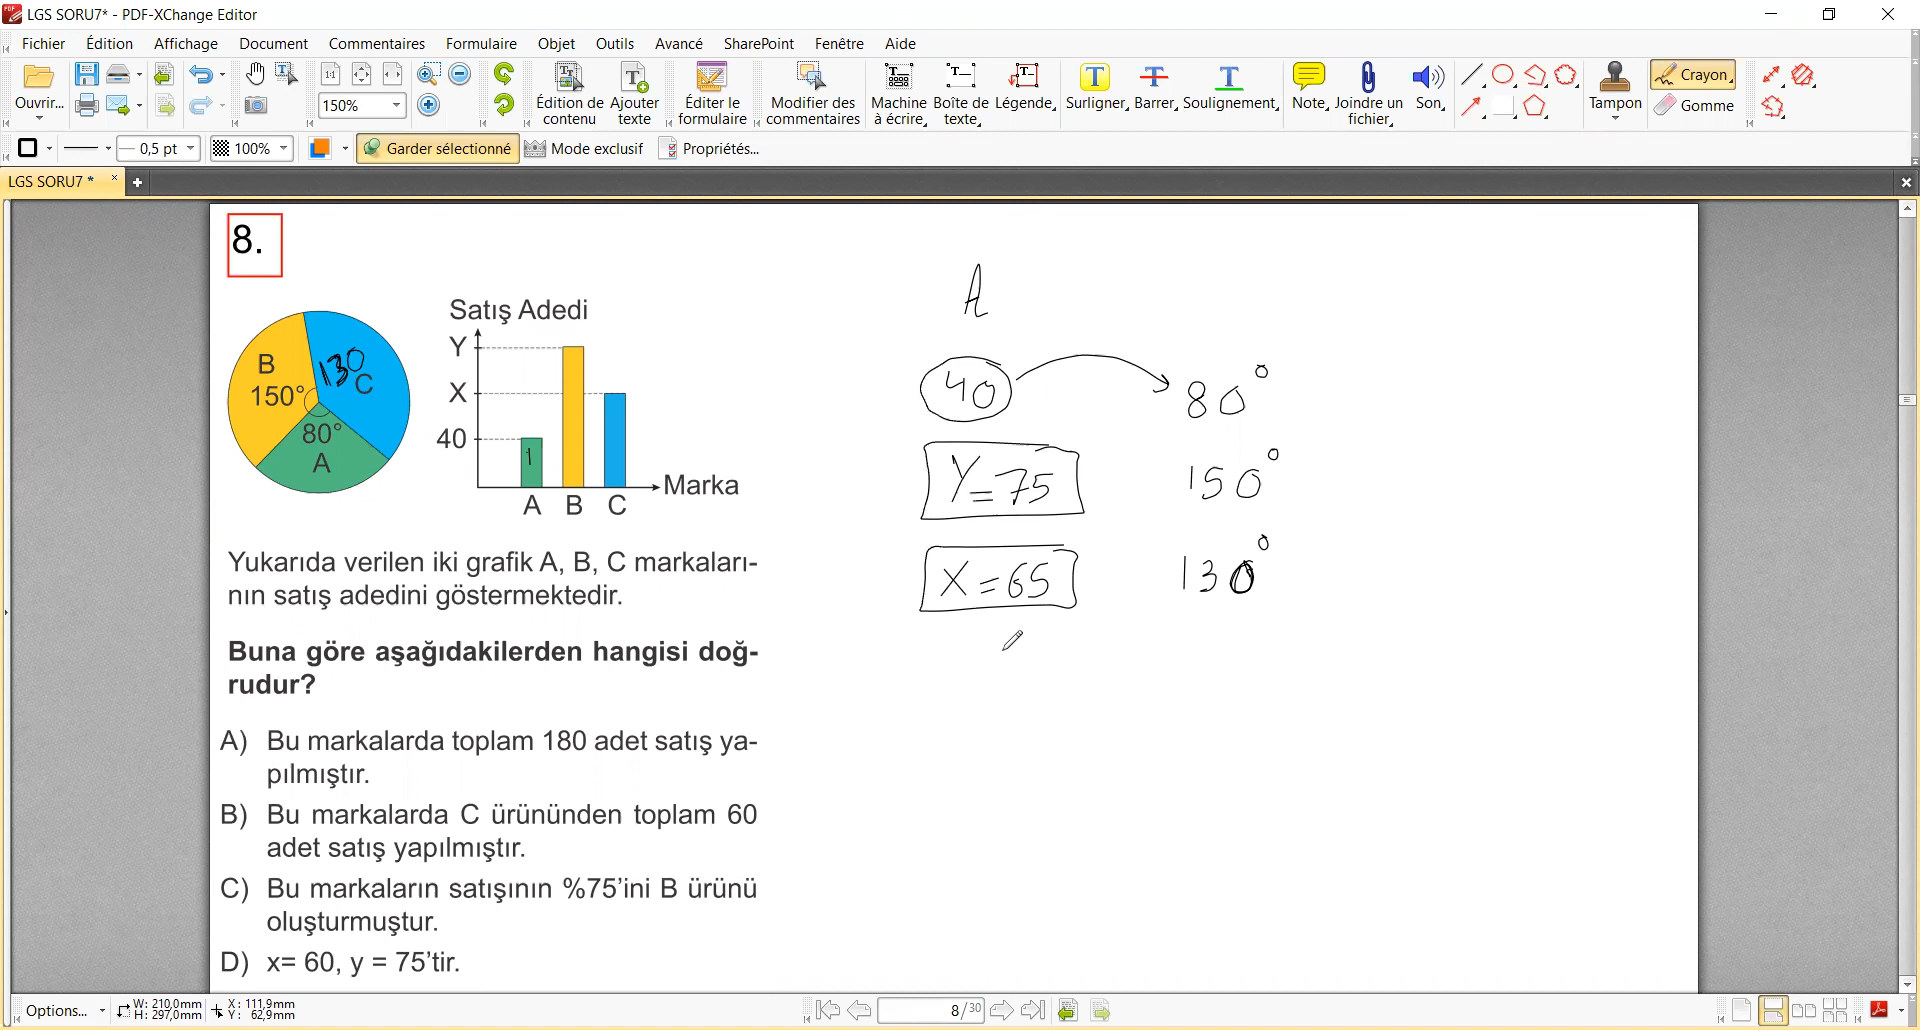 LGS SORU7* - PDF-XChange Editor
Fichier Édition Affichage Document Commentaires Formulaire Objet Outils Avancé SharePoint Fenêtre Aide
Ouvrir...
1:1
150%
Édition de contenu
Ajouter texte
Éditer le formulaire
Modifier des commentaires
Machine à écrire
Boîte de texte
Légende
Surligner
Barrer
Soulignement
Note
Joindre un fichier
Son
Tampon
Crayon
Gomme
0,5 pt
100%
Garder sélectionné
Mode exclusif
Propriétés...
LGS SORU7 *
8.
B
150°
130
C
80°
A
Satış Adedi
Y
X
40
1
A B C
Marka
A
40 80°
Y = 75 150°
X = 65 130°
Yukarıda verilen iki grafik A, B, C markaları-
nın satış adedini göstermektedir.
Buna göre aşağıdakilerden hangisi doğ-
rudur?
A) Bu markalarda toplam 180 adet satış ya-
pılmıştır.
B) Bu markalarda C ürününden toplam 60
adet satış yapılmıştır.
C) Bu markaların satışının %75’ini B ürünü
oluşturmuştur.
D) x= 60, y = 75’tir.
Options...
W: 210,0mm
H: 297,0mm
X: 111,9mm
Y: 62,9mm
8/30